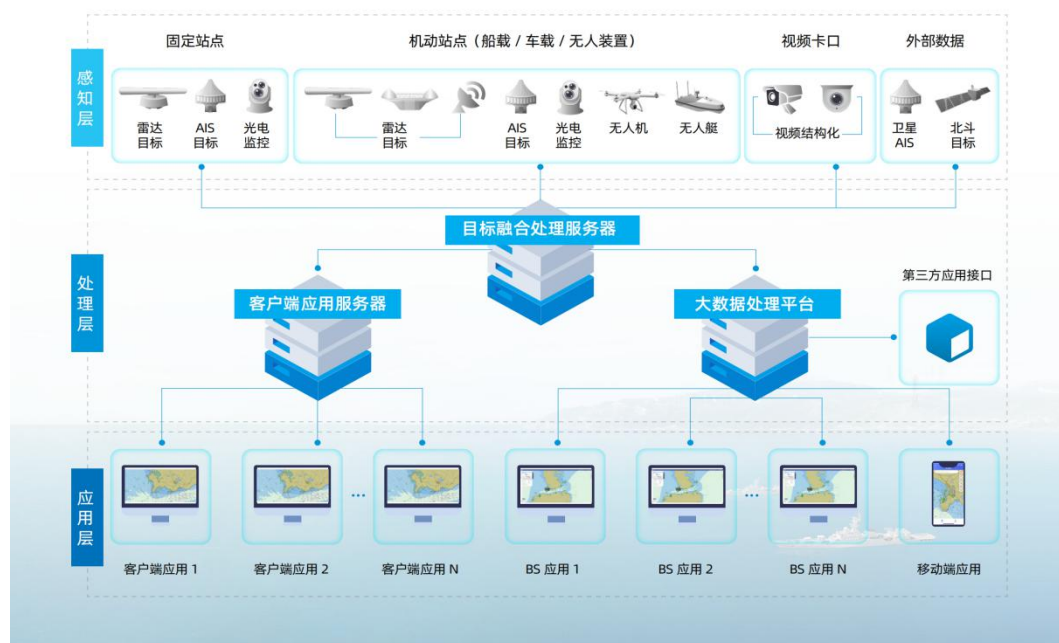 感知层
固定站点
机动站点（船载 / 车载 / 无人装置）
视频卡口
外部数据
雷达
目标
AIS
目标
光电
监控
雷达
目标
AIS
目标
光电
监控
无人机
无人艇
视频结构化
卫星
AIS
北斗
目标
处理层
目标融合处理服务器
客户端应用服务器
大数据处理平台
第三方应用接口
应用层
...
...
客户端应用 1
客户端应用 2
客户端应用 N
BS 应用 1
BS 应用 2
BS 应用 N
移动端应用